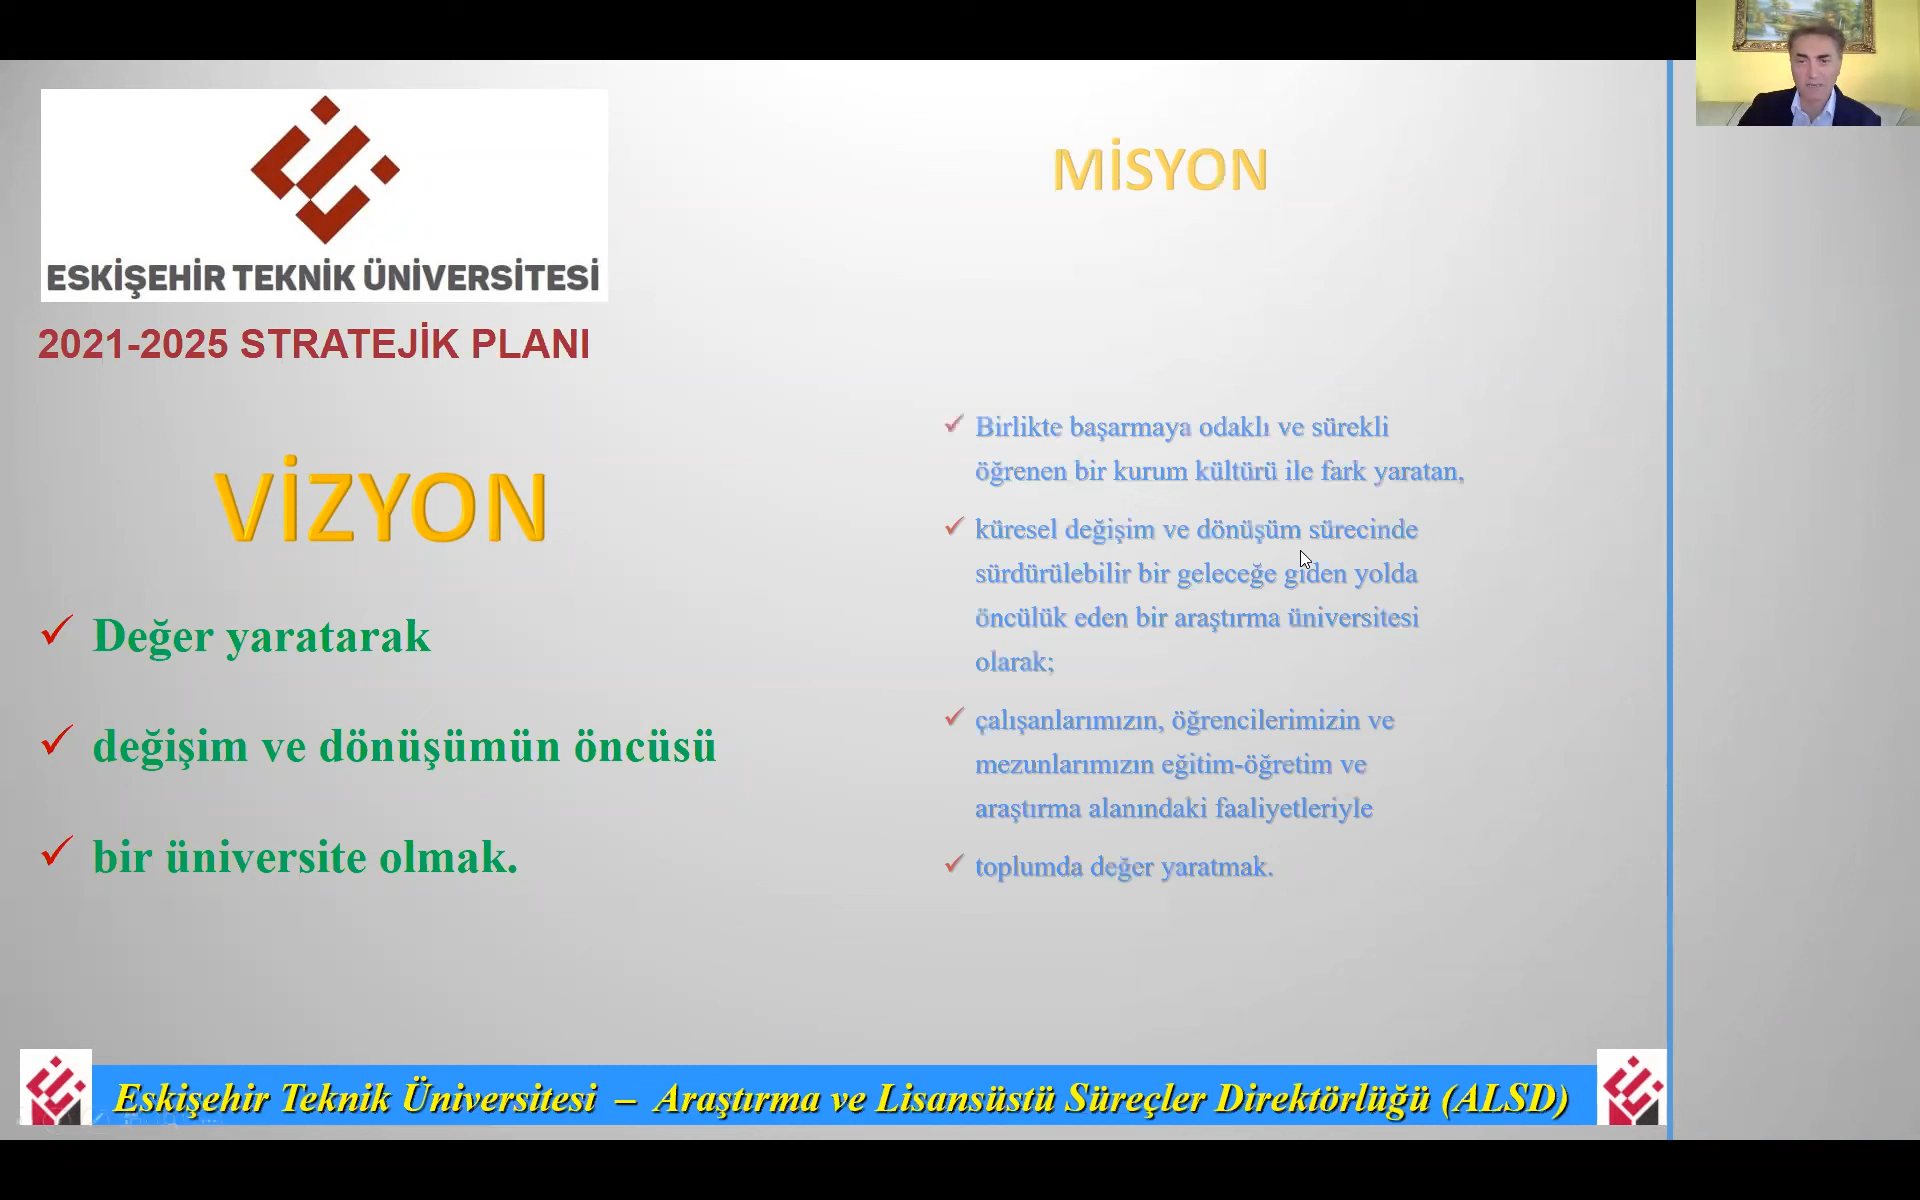 ESKİŞEHİR TEKNİK ÜNİVERSİTESİ
2021-2025 STRATEJİK PLANI
VİZYON
✓ Değer yaratarak
✓ değişim ve dönüşümün öncüsü
✓ bir üniversite olmak.
MİSYON
✓ Birlikte başarmaya odaklı ve sürekli
öğrenen bir kurum kültürü ile fark yaratan,
✓ küresel değişim ve dönüşüm sürecinde
sürdürülebilir bir geleceğe giden yolda
öncülük eden bir araştırma üniversitesi
olarak;
✓ çalışanlarımızın, öğrencilerimizin ve
mezunlarımızın eğitim-öğretim ve
araştırma alanındaki faaliyetleriyle
✓ toplumda değer yaratmak.
Eskişehir Teknik Üniversitesi – Araştırma ve Lisansüstü Süreçler Direktörlüğü (ALSD)